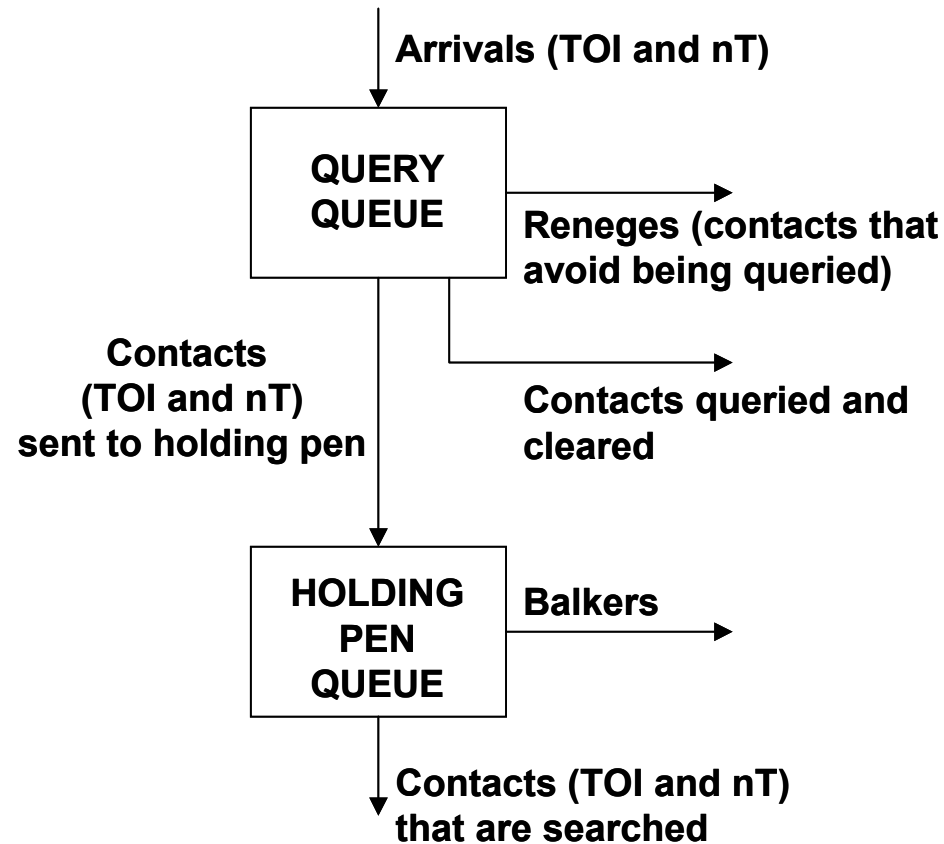 Arrivals (TOI and nT)
QUERY
QUEUE
Reneges (contacts that
avoid being queried)
Contacts
(TOI and nT)
sent to holding pen
Contacts queried and
cleared
HOLDING
PEN
QUEUE
Balkers
Contacts (TOI and nT)
that are searched